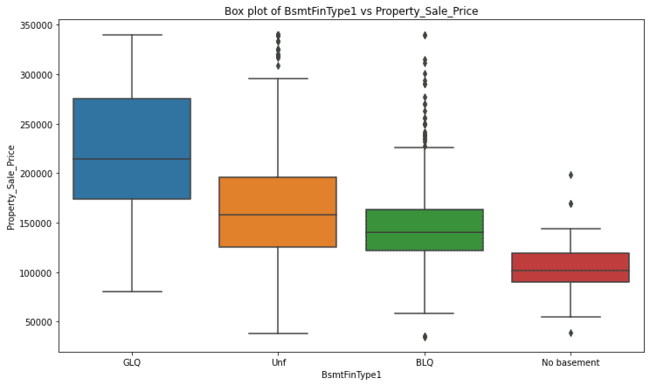 Box plot of BsmtFinType1 vs Property_Sale_Price
350000
300000
250000
200000
150000
100000
50000
Property_Sale_Price
GLQ Unf BLQ No basement
BsmtFinType1